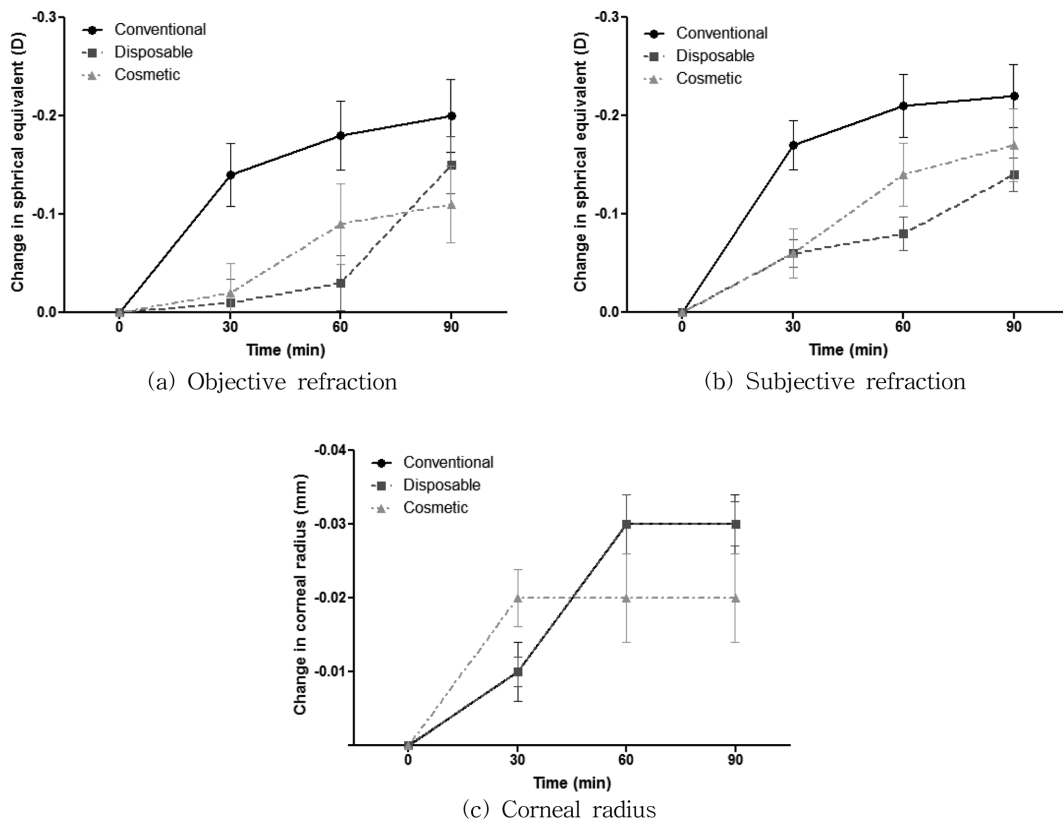 Conventional
Disposable
Cosmetic
Change in sphrical equivalent (D)
-0.3
-0.2
-0.1
0.0
0 30 60 90
Time (min)
(a) Objective refraction
Conventional
Disposable
Cosmetic
Change in sphrical equivalent (D)
-0.3
-0.2
-0.1
0.0
0 30 60 90
Time (min)
(b) Subjective refraction
Conventional
Disposable
Cosmetic
Change in corneal radius (mm)
-0.04
-0.03
-0.02
-0.01
0 30 60 90
Time (min)
(c) Corneal radius